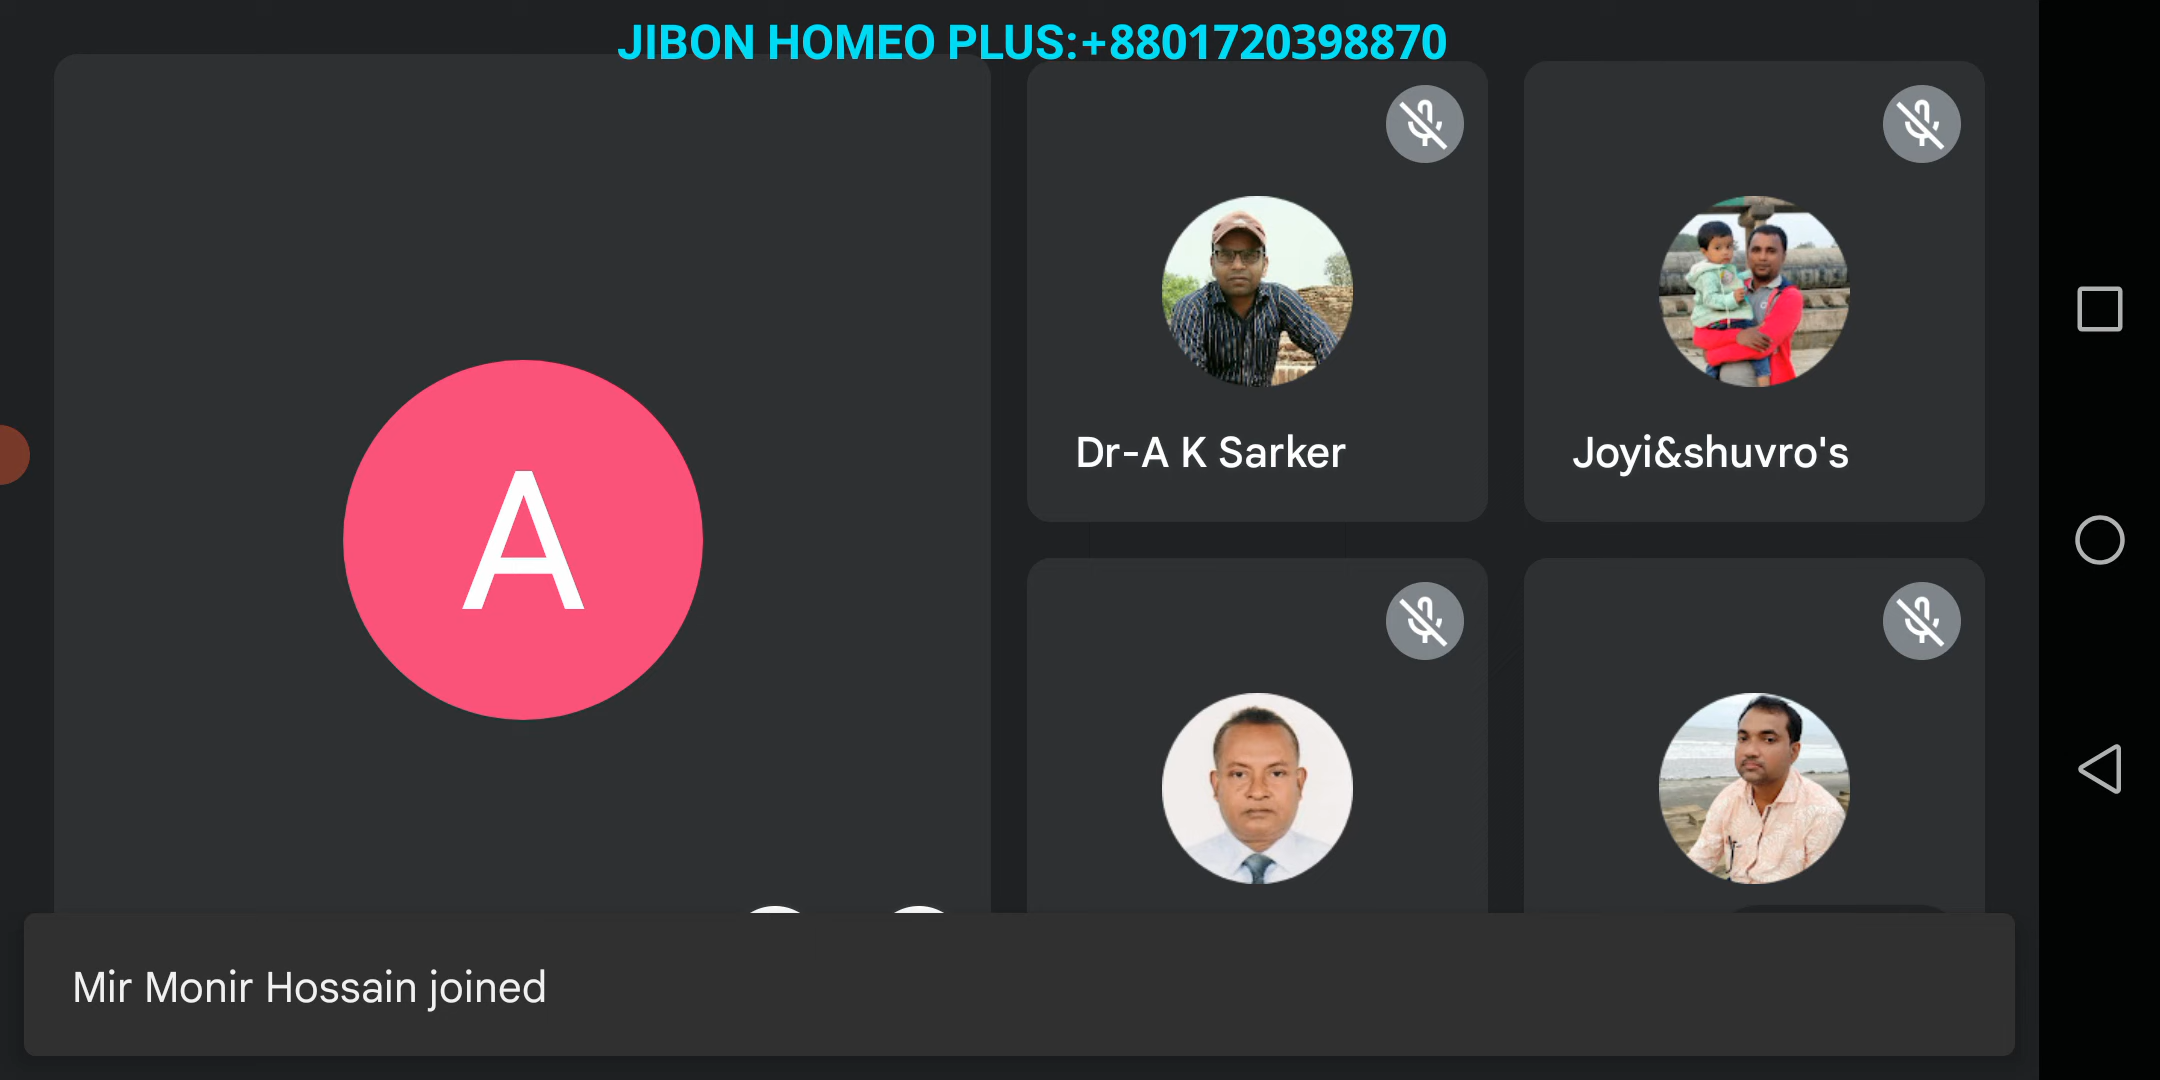 JIBON HOMEO PLUS:+8801720398870
A
Dr-A K Sarker
Joyi&shuvro's
Mir Monir Hossain joined